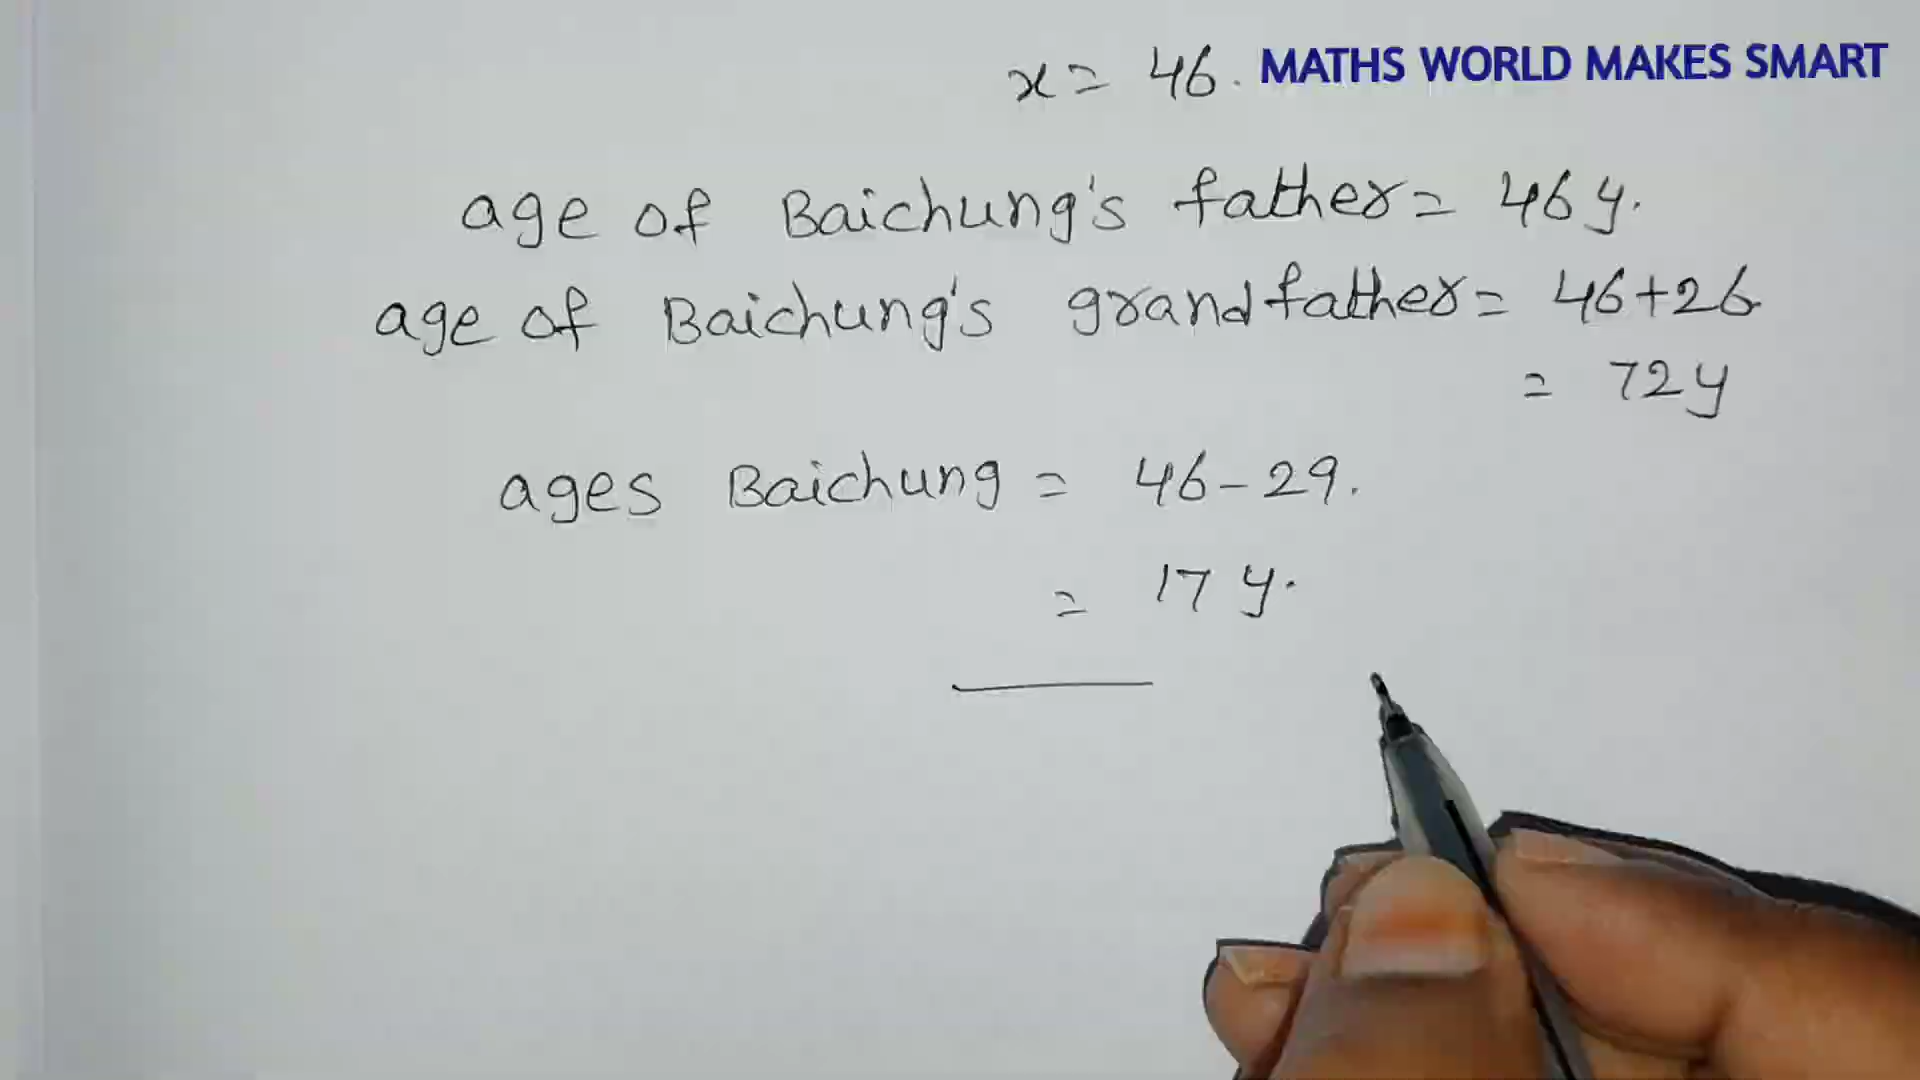 x = 46. MATHS WORLD MAKES SMART
age of Baichung's father = 46 y.
age of Baichung's grandfather = 46+26
= 72 y
ages Baichung = 46 - 29.
= 17 y.